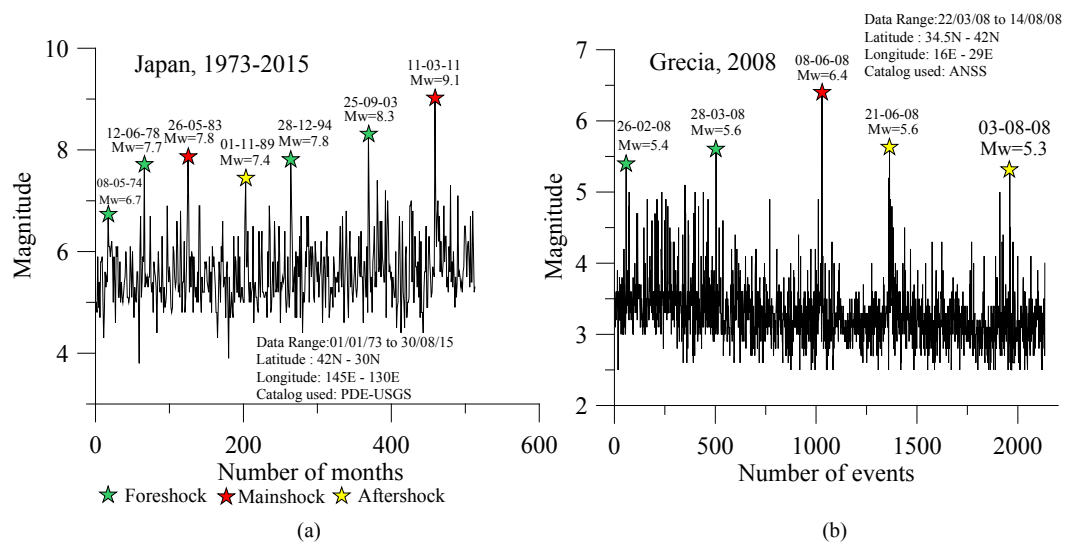 (a)
Japan, 1973-2015
Magnitude
10
8
6
4
08-05-74
Mw=6.7
12-06-78
Mw=7.7
26-05-83
Mw=7.8
01-11-89
Mw=7.4
28-12-94
Mw=7.8
25-09-03
Mw=8.3
11-03-11
Mw=9.1
Data Range:01/01/73 to 30/08/15
Latitude : 42N - 30N
Longitude: 145E - 130E
Catalog used: PDE-USGS
0
200
400
600
Number of months
Foreshock
Mainshock
Aftershock
(a)
(b)
Data Range:22/03/08 to 14/08/08
Latitude : 34.5N - 42N
Longitude: 16E - 29E
Catalog used: ANSS
Grecia, 2008
Magnitude
7
6
5
4
3
2
26-02-08
Mw=5.4
28-03-08
Mw=5.6
08-06-08
Mw=6.4
21-06-08
Mw=5.6
03-08-08
Mw=5.3
0
500
1000
1500
2000
Number of events
(b)